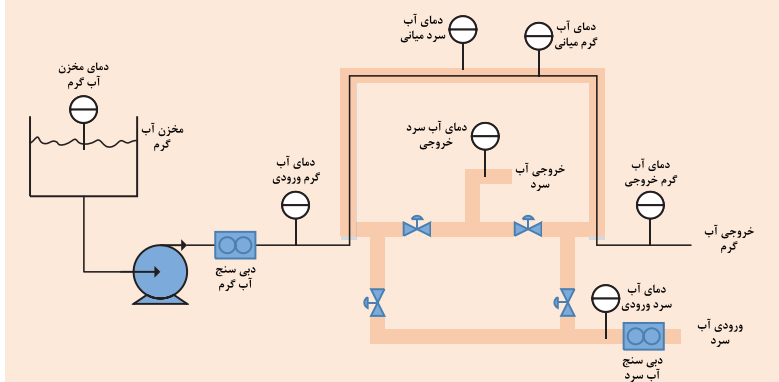 دمای آب
سرد میانی
دمای آب
گرم میانی
دمای مخزن
آب گرم
مخزن آب
گرم
دمای آب سرد
خروجی
دمای آب
گرم ورودی
خروجی آب
سرد
دمای آب
گرم خروجی
خروجی آب
گرم
دبی سنج
آب گرم
دمای آب
سرد ورودی
ورودی آب
سرد
دبی سنج
آب سرد